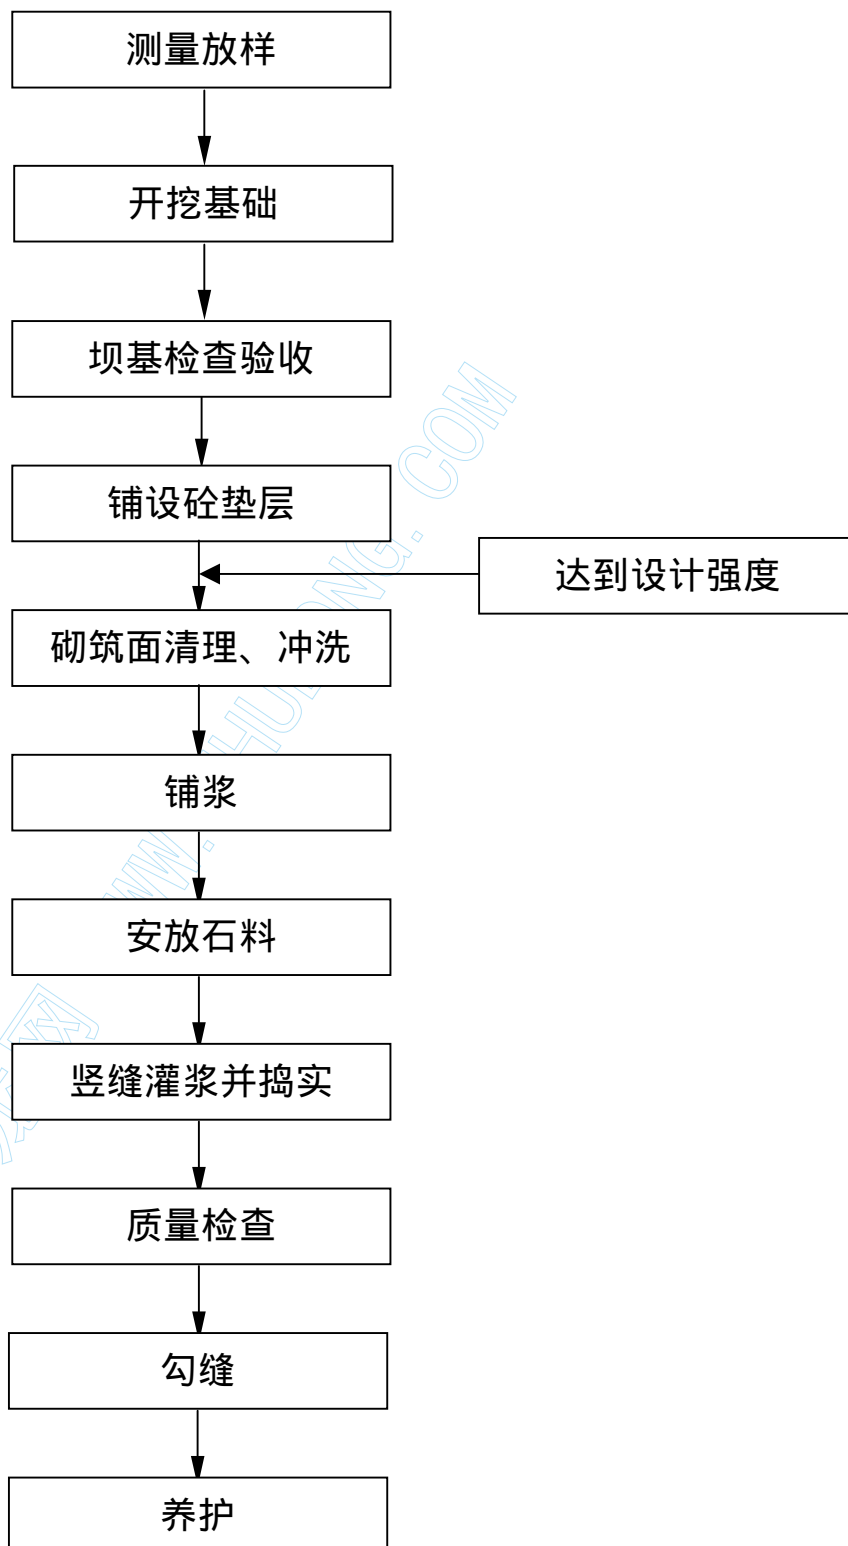 测量放样
开挖基础
坝基检查验收
铺设砼垫层
达到设计强度
砌筑面清理、冲洗
铺浆
安放石料
竖缝灌浆并捣实
质量检查
勾缝
养护